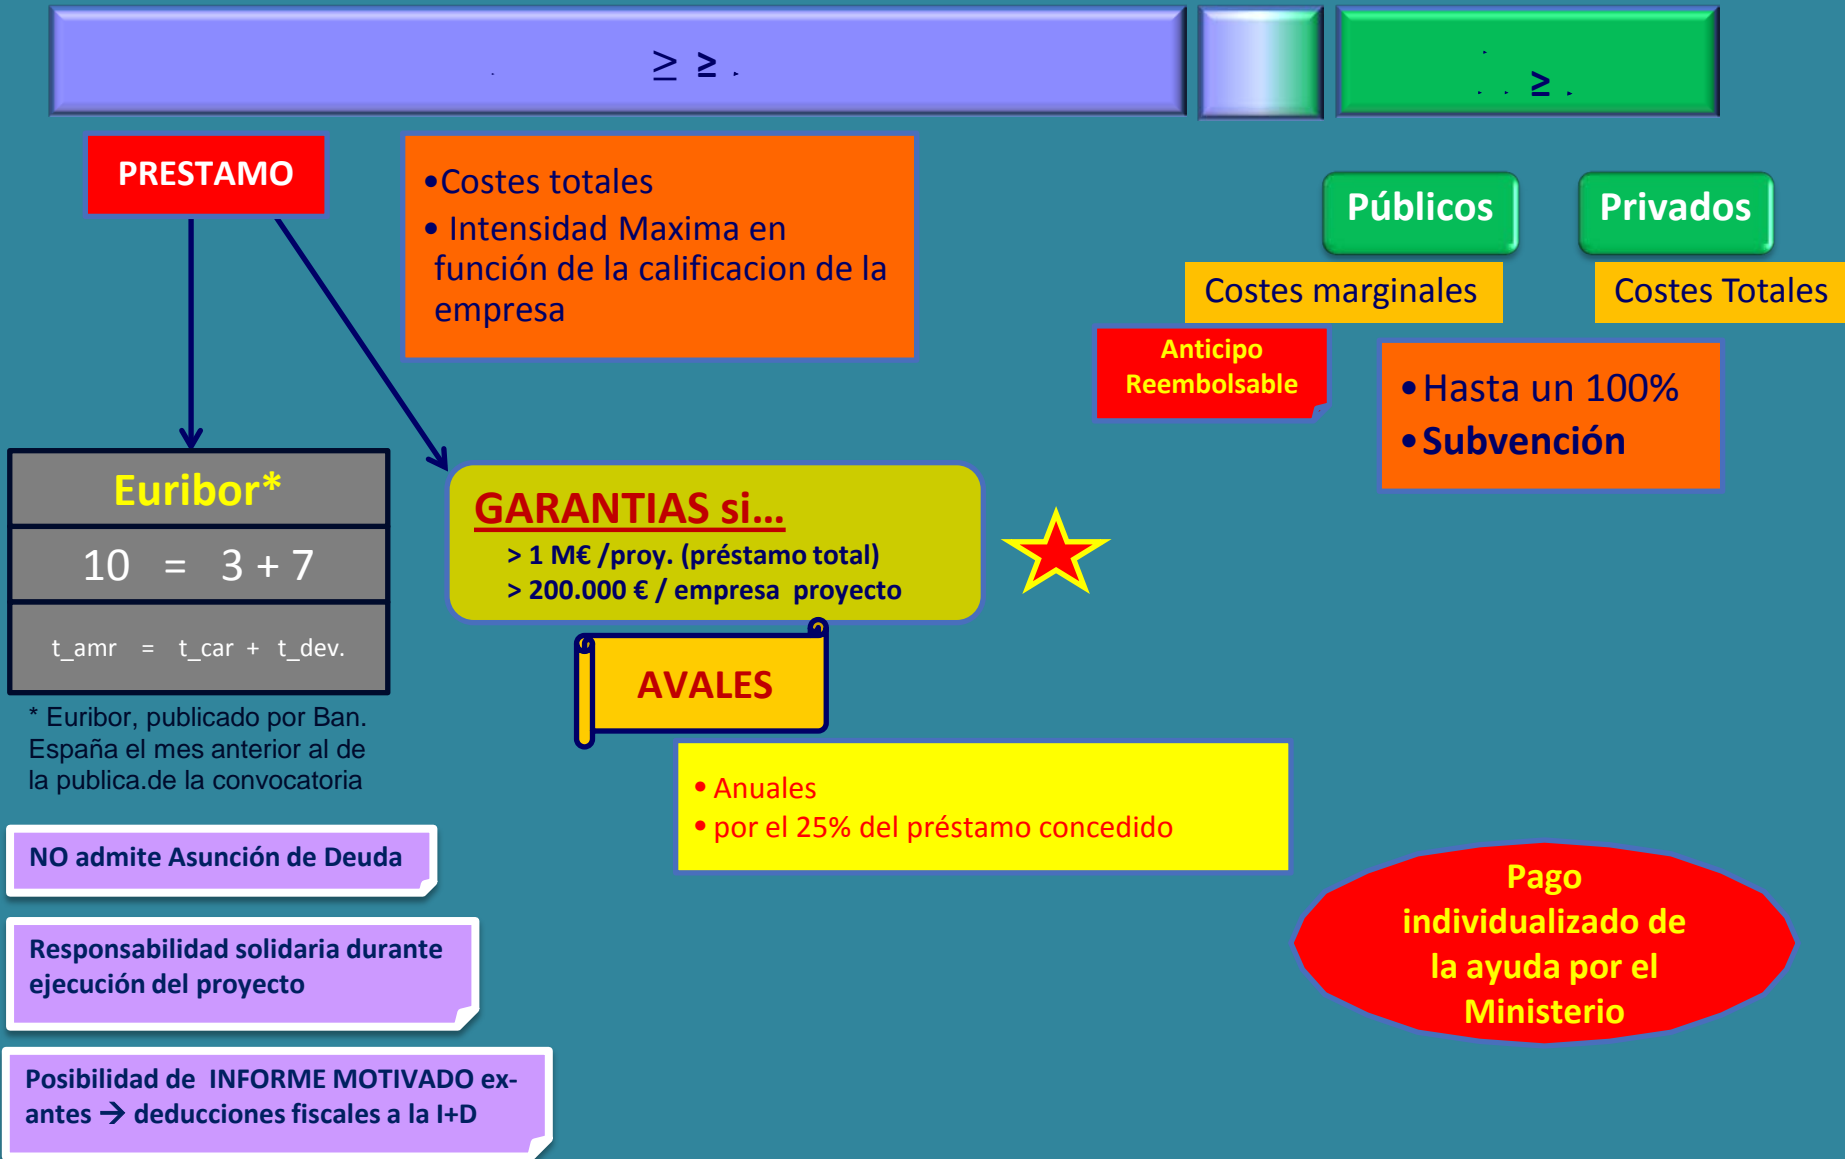 ≥ ≥
≥
PRESTAMO
•Costes totales
• Intensidad Maxima en
función de la calificacion de la
empresa
Públicos
Privados
Costes marginales
Costes Totales
Anticipo
Reembolsable
•Hasta un 100%
•Subvención
Euribor*
10 = 3 + 7
t_amr = t_car + t_dev.
* Euribor, publicado por Ban.
España el mes anterior al de
la publica.de la convocatoria
GARANTIAS si...
> 1 M€ /proy. (préstamo total)
> 200.000 € / empresa proyecto
AVALES
• Anuales
• por el 25% del préstamo concedido
NO admite Asunción de Deuda
Responsabilidad solidaria durante
ejecución del proyecto
Posibilidad de INFORME MOTIVADO ex-
antes → deducciones fiscales a la I+D
Pago
individualizado de
la ayuda por el
Ministerio